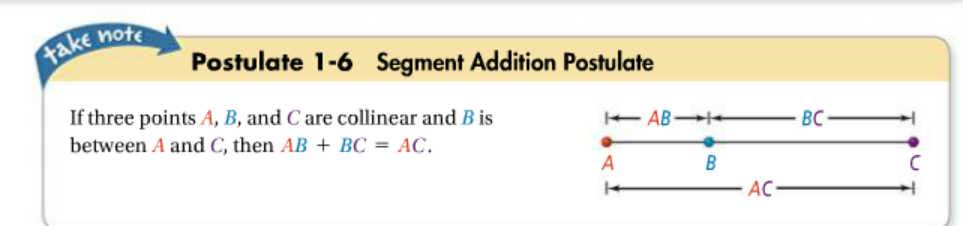 take note
Postulate 1-6 Segment Addition Postulate
If three points A, B, and C are collinear and B is
between A and C, then AB + BC = AC.
AB BC
A B C
AC